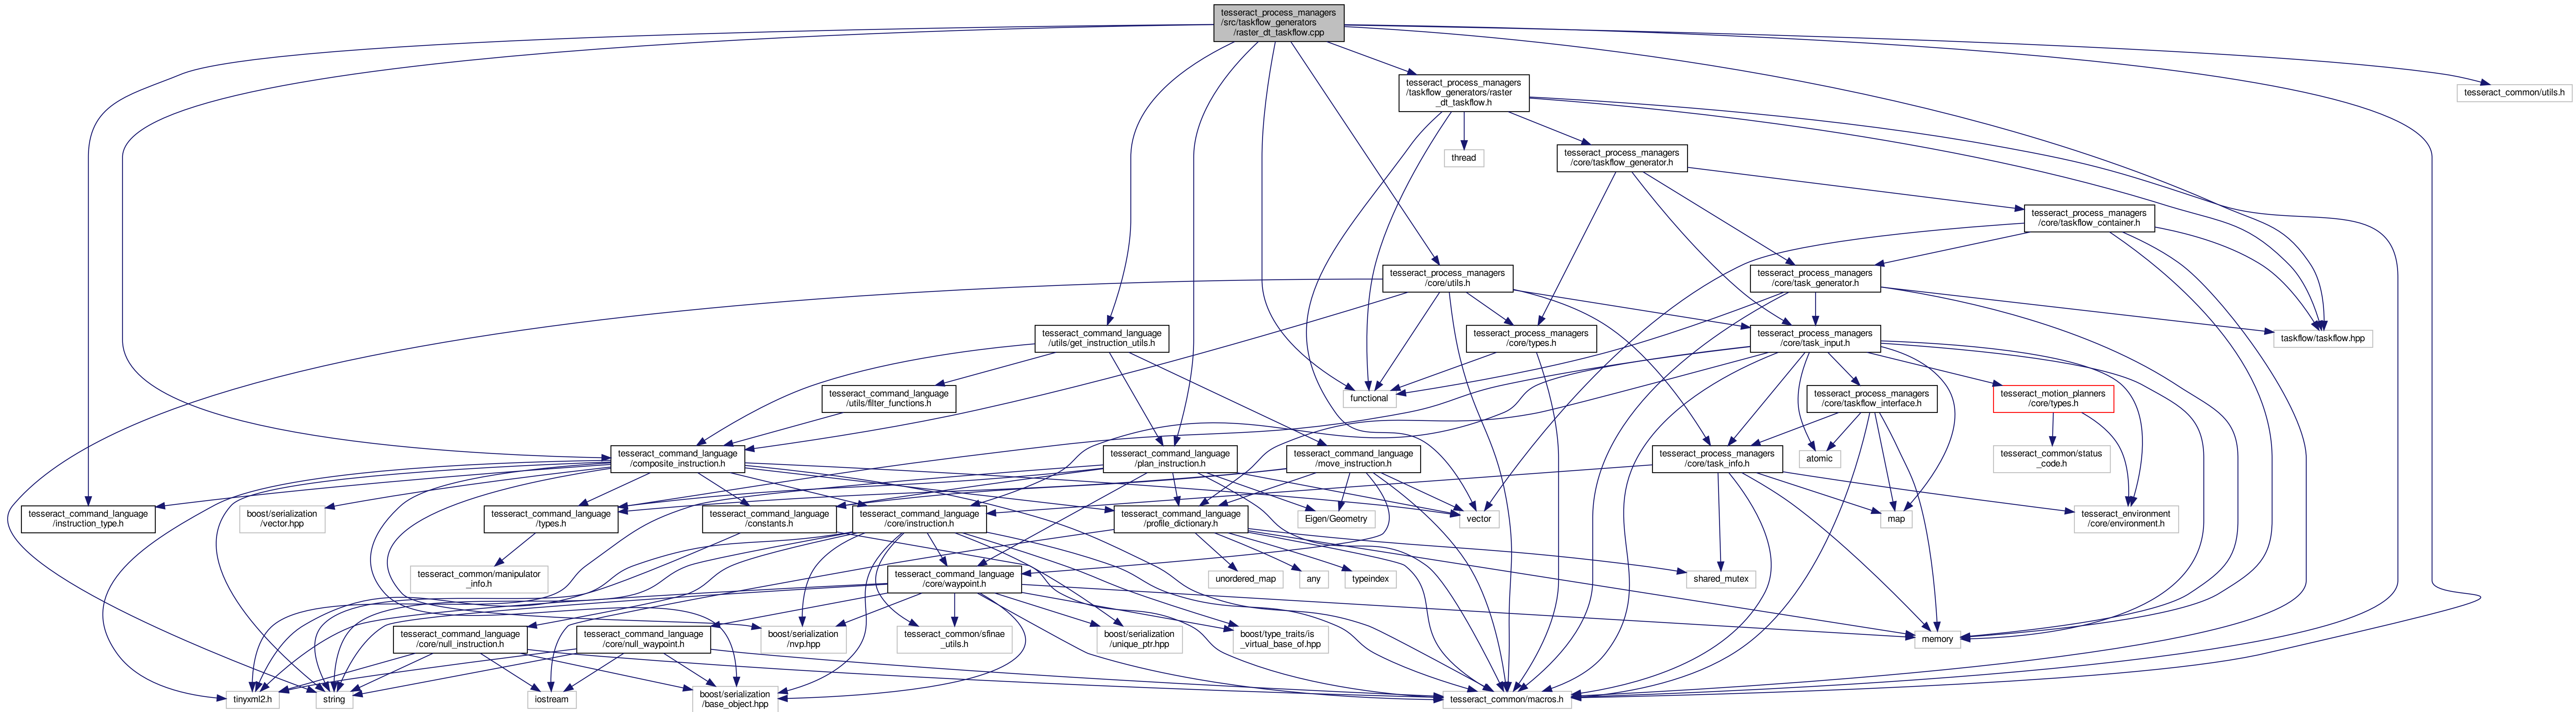 tesseract_process_managers
/src/taskflow_generators
/raster_dt_taskflow.cpp
tesseract_process_managers
/taskflow_generators/raster
_dt_taskflow.h
tesseract_common/utils.h
thread
tesseract_process_managers
/core/taskflow_generator.h
tesseract_process_managers
/core/taskflow_container.h
tesseract_process_managers
/core/utils.h
tesseract_process_managers
/core/task_generator.h
tesseract_command_language
/utils/get_instruction_utils.h
tesseract_process_managers
/core/types.h
tesseract_process_managers
/core/task_input.h
taskflow/taskflow.hpp
tesseract_command_language
/utils/filter_functions.h
functional
tesseract_process_managers
/core/taskflow_interface.h
tesseract_motion_planners
/core/types.h
tesseract_command_language
/composite_instruction.h
tesseract_command_language
/plan_instruction.h
tesseract_command_language
/move_instruction.h
tesseract_process_managers
/core/task_info.h
atomic
tesseract_common/status
_code.h
tesseract_command_language
/instruction_type.h
boost/serialization
/vector.hpp
tesseract_command_language
/types.h
tesseract_command_language
/constants.h
tesseract_command_language
/core/instruction.h
tesseract_command_language
/profile_dictionary.h
Eigen/Geometry
vector
map
tesseract_environment
/core/environment.h
tesseract_common/manipulator
_info.h
tesseract_command_language
/core/waypoint.h
unordered_map
any
typeindex
shared_mutex
tesseract_command_language
/core/null_instruction.h
tesseract_command_language
/core/null_waypoint.h
boost/serialization
/nvp.hpp
tesseract_common/sfinae
_utils.h
boost/serialization
/unique_ptr.hpp
boost/type_traits/is
_virtual_base_of.hpp
memory
tinyxml2.h
string
iostream
boost/serialization
/base_object.hpp
tesseract_common/macros.h